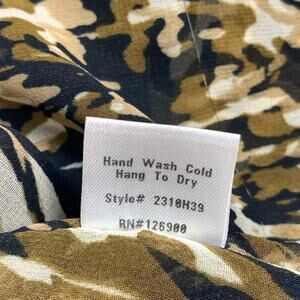 Hand Wash Cold
Hang To Dry
Style# 2310H39
RN#126900